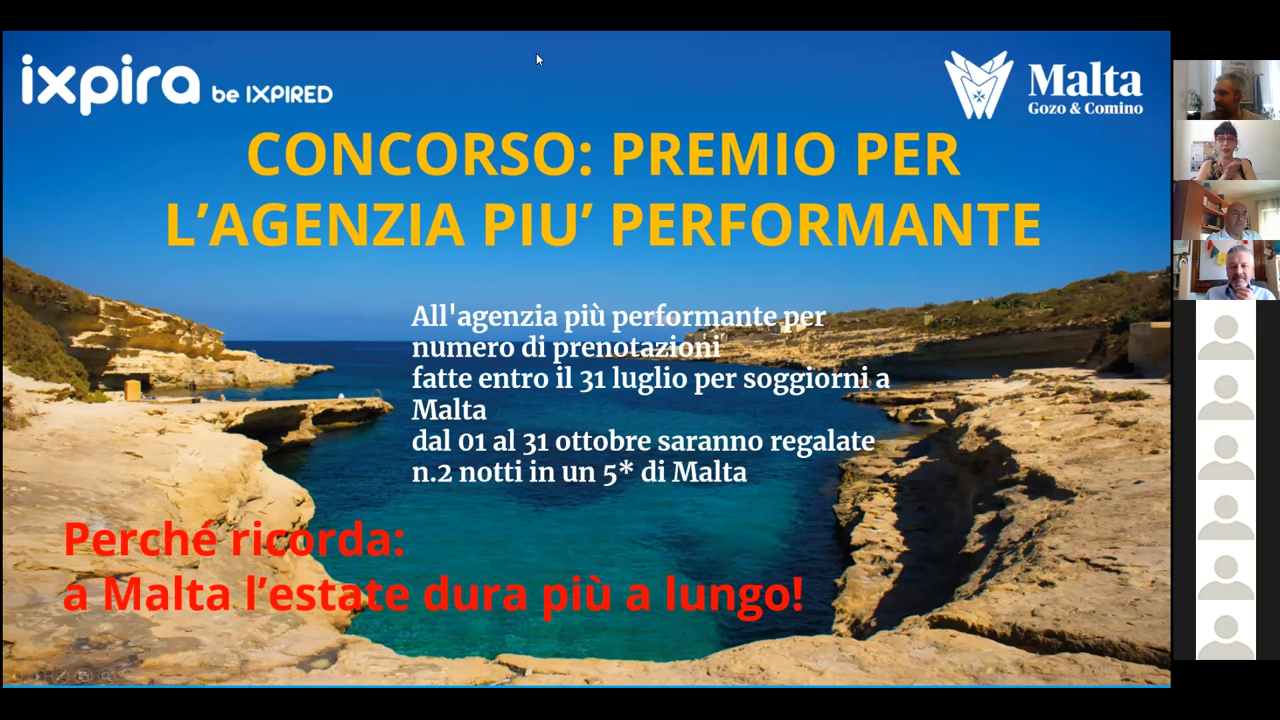 ixpira be IXPIRED
Malta
Gozo & Comino
CONCORSO: PREMIO PER
L’AGENZIA PIU’ PERFORMANTE
All'agenzia più performante per
numero di prenotazioni
fatte entro il 31 luglio per soggiorni a
Malta
dal 01 al 31 ottobre saranno regalate
n.2 notti in un 5* di Malta
Perché ricorda:
a Malta l’estate dura più a lungo!